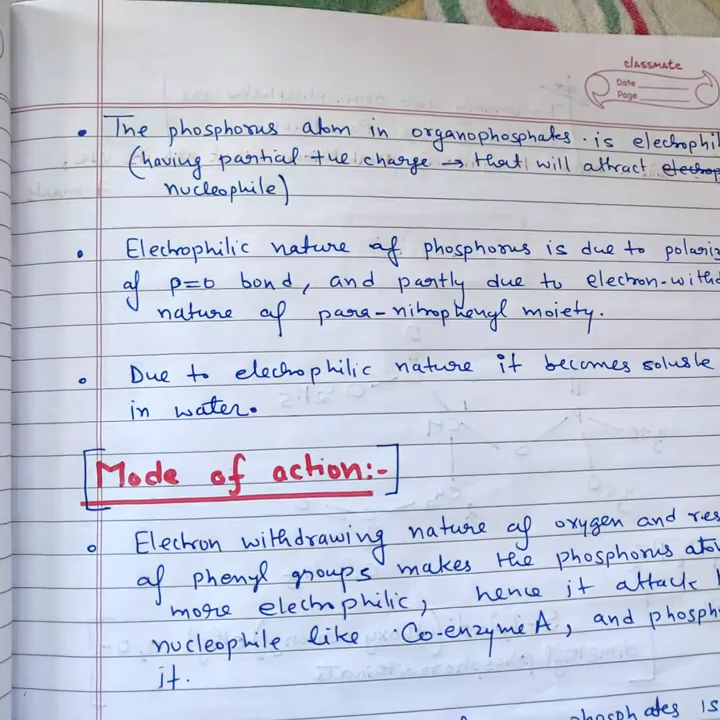 classmate
Date
Page
• The phosphorus atom in organophosphates is electrophil
(having partial +ve charge → that will attract electrop
nucleophile)
• Electrophilic nature of phosphorus is due to polariz
of p=o bond, and partly due to electron-withd
nature of para-nitrophenyl moiety.
• Due to electrophilic nature it becomes soluble
in water.
[Mode of action:-]
• Electron withdrawing nature of oxygen and res
of phenyl groups makes the phosphorus ato
more electrophilic, hence it attack
nucleophile like Co-enzyme A, and phosph
it.
phosphates is